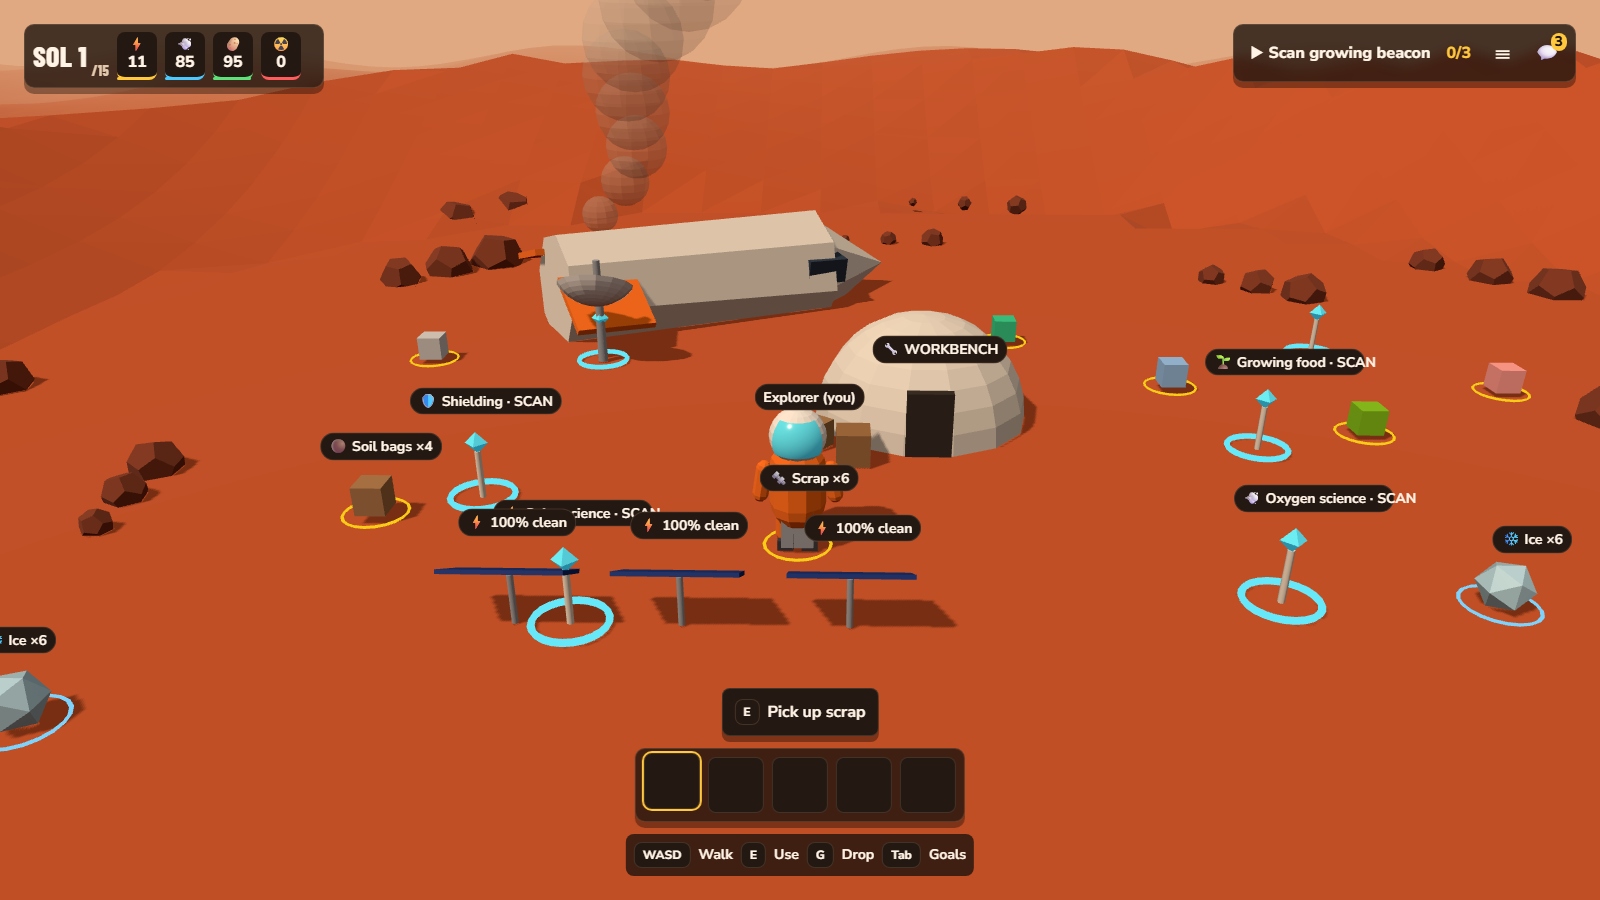 SOL 1 /15
11 85 95 0
Scan growing beacon 0/3
3
WORKBENCH
Growing food · SCAN
Explorer (you)
Shielding · SCAN
Soil bags ×4
Scrap ×6
Oxygen science · SCAN
science · SCAN
100% clean
100% clean
100% clean
Ice ×6
Ice ×6
E Pick up scrap
WASD Walk E Use G Drop Tab Goals